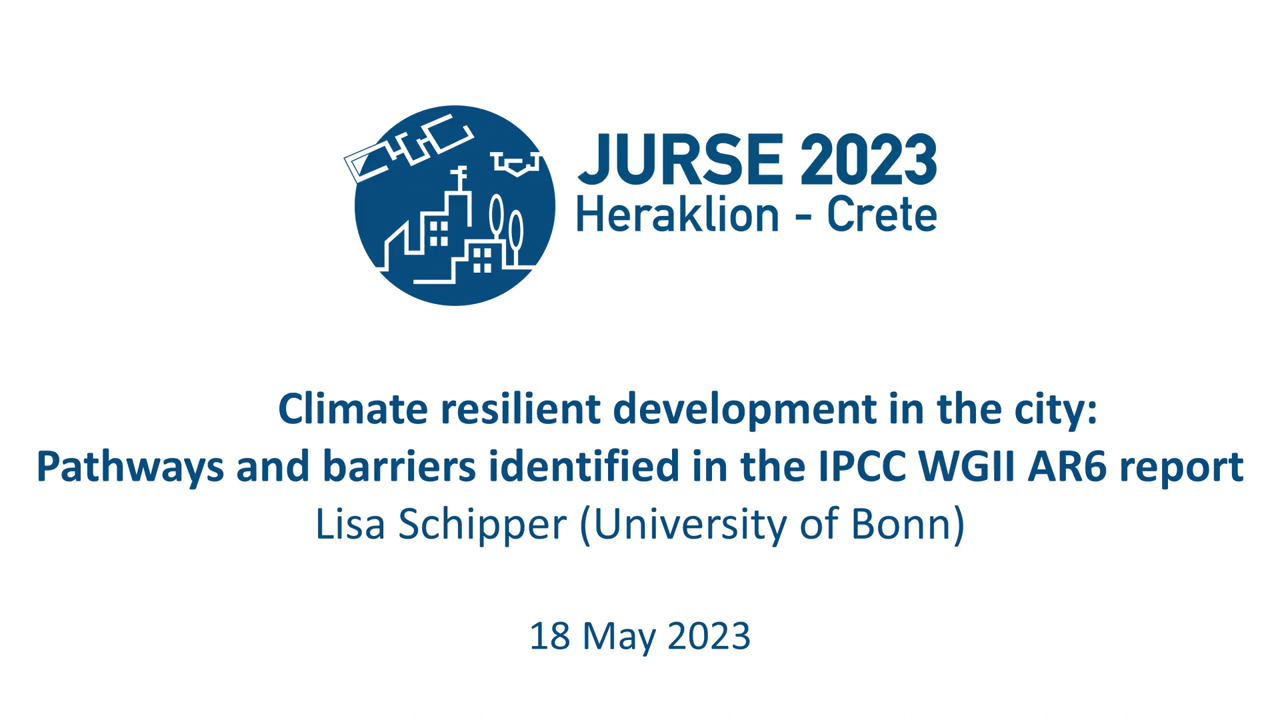 JURSE 2023
Heraklion - Crete
Climate resilient development in the city:
Pathways and barriers identified in the IPCC WGII AR6 report
Lisa Schipper (University of Bonn)
18 May 2023